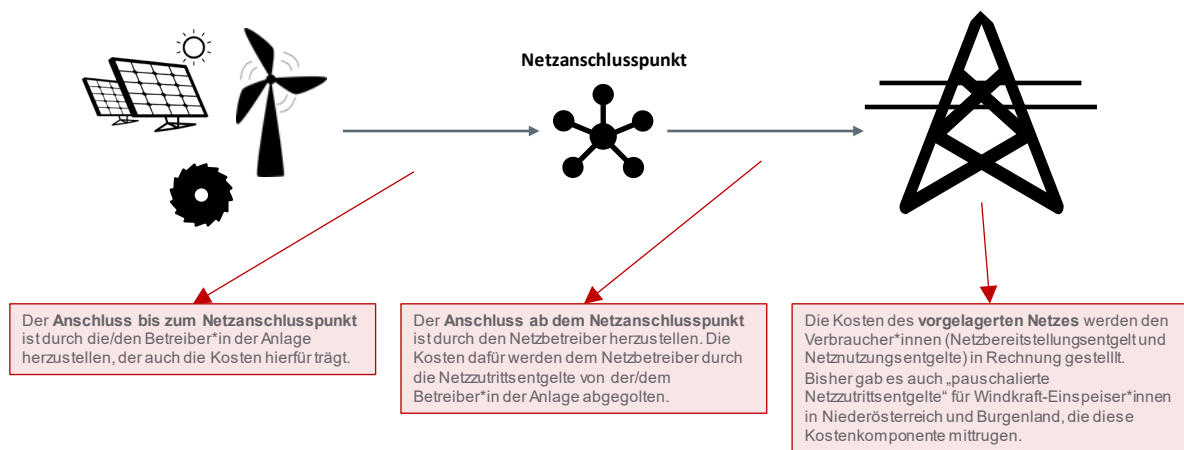 Netzanschlusspunkt
Der Anschluss bis zum Netzanschlusspunkt
ist durch die/den Betreiber*in der Anlage
herzustellen, der auch die Kosten hierfür trägt.
Der Anschluss ab dem Netzanschlusspunkt
ist durch den Netzbetreiber herzustellen. Die
Kosten dafür werden dem Netzbetreiber durch
die Netzzutrittsentgelte von der/dem
Betreiber*in der Anlage abgegolten.
Die Kosten des vorgelagerten Netzes werden den
Verbraucher*innen (Netzbereitstellungsentgelt und
Netznutzungsentgelte) in Rechnung gestelllt.
Bisher gab es auch „pauschalierte
Netzzutrittsentgelte“ für Windkraft-Einspeiser*innen
in Niederösterreich und Burgenland, die diese
Kostenkomponente mittrugen.